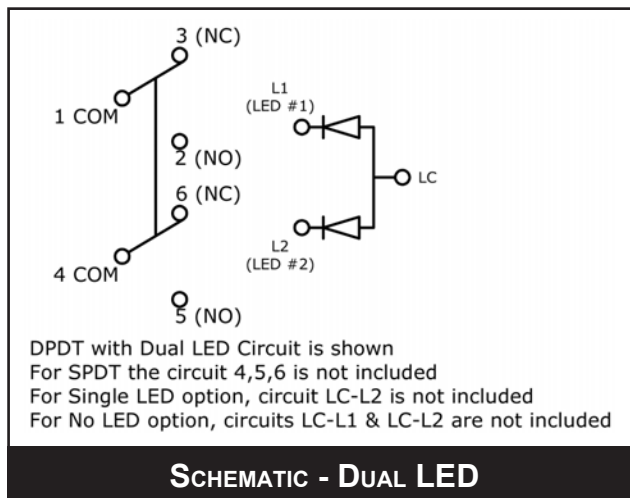 3 (NC)
1 COM
2 (NO)
6 (NC)
4 COM
5 (NO)
L1
(LED #1)
LC
L2
(LED #2)
DPDT with Dual LED Circuit is shown
For SPDT the circuit 4,5,6 is not included
For Single LED option, circuit LC-L2 is not included
For No LED option, circuits LC-L1 & LC-L2 are not included
SCHEMATIC - DUAL LED